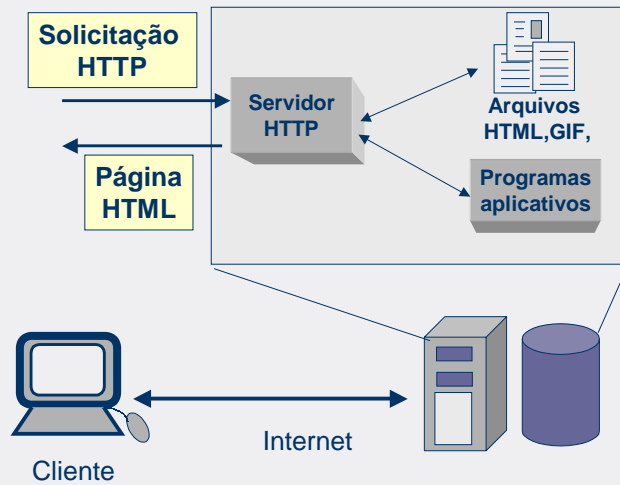 Solicitação
HTTP
Servidor
HTTP
Arquivos
HTML,GIF,
Página
HTML
Programas
aplicativos
Internet
Cliente